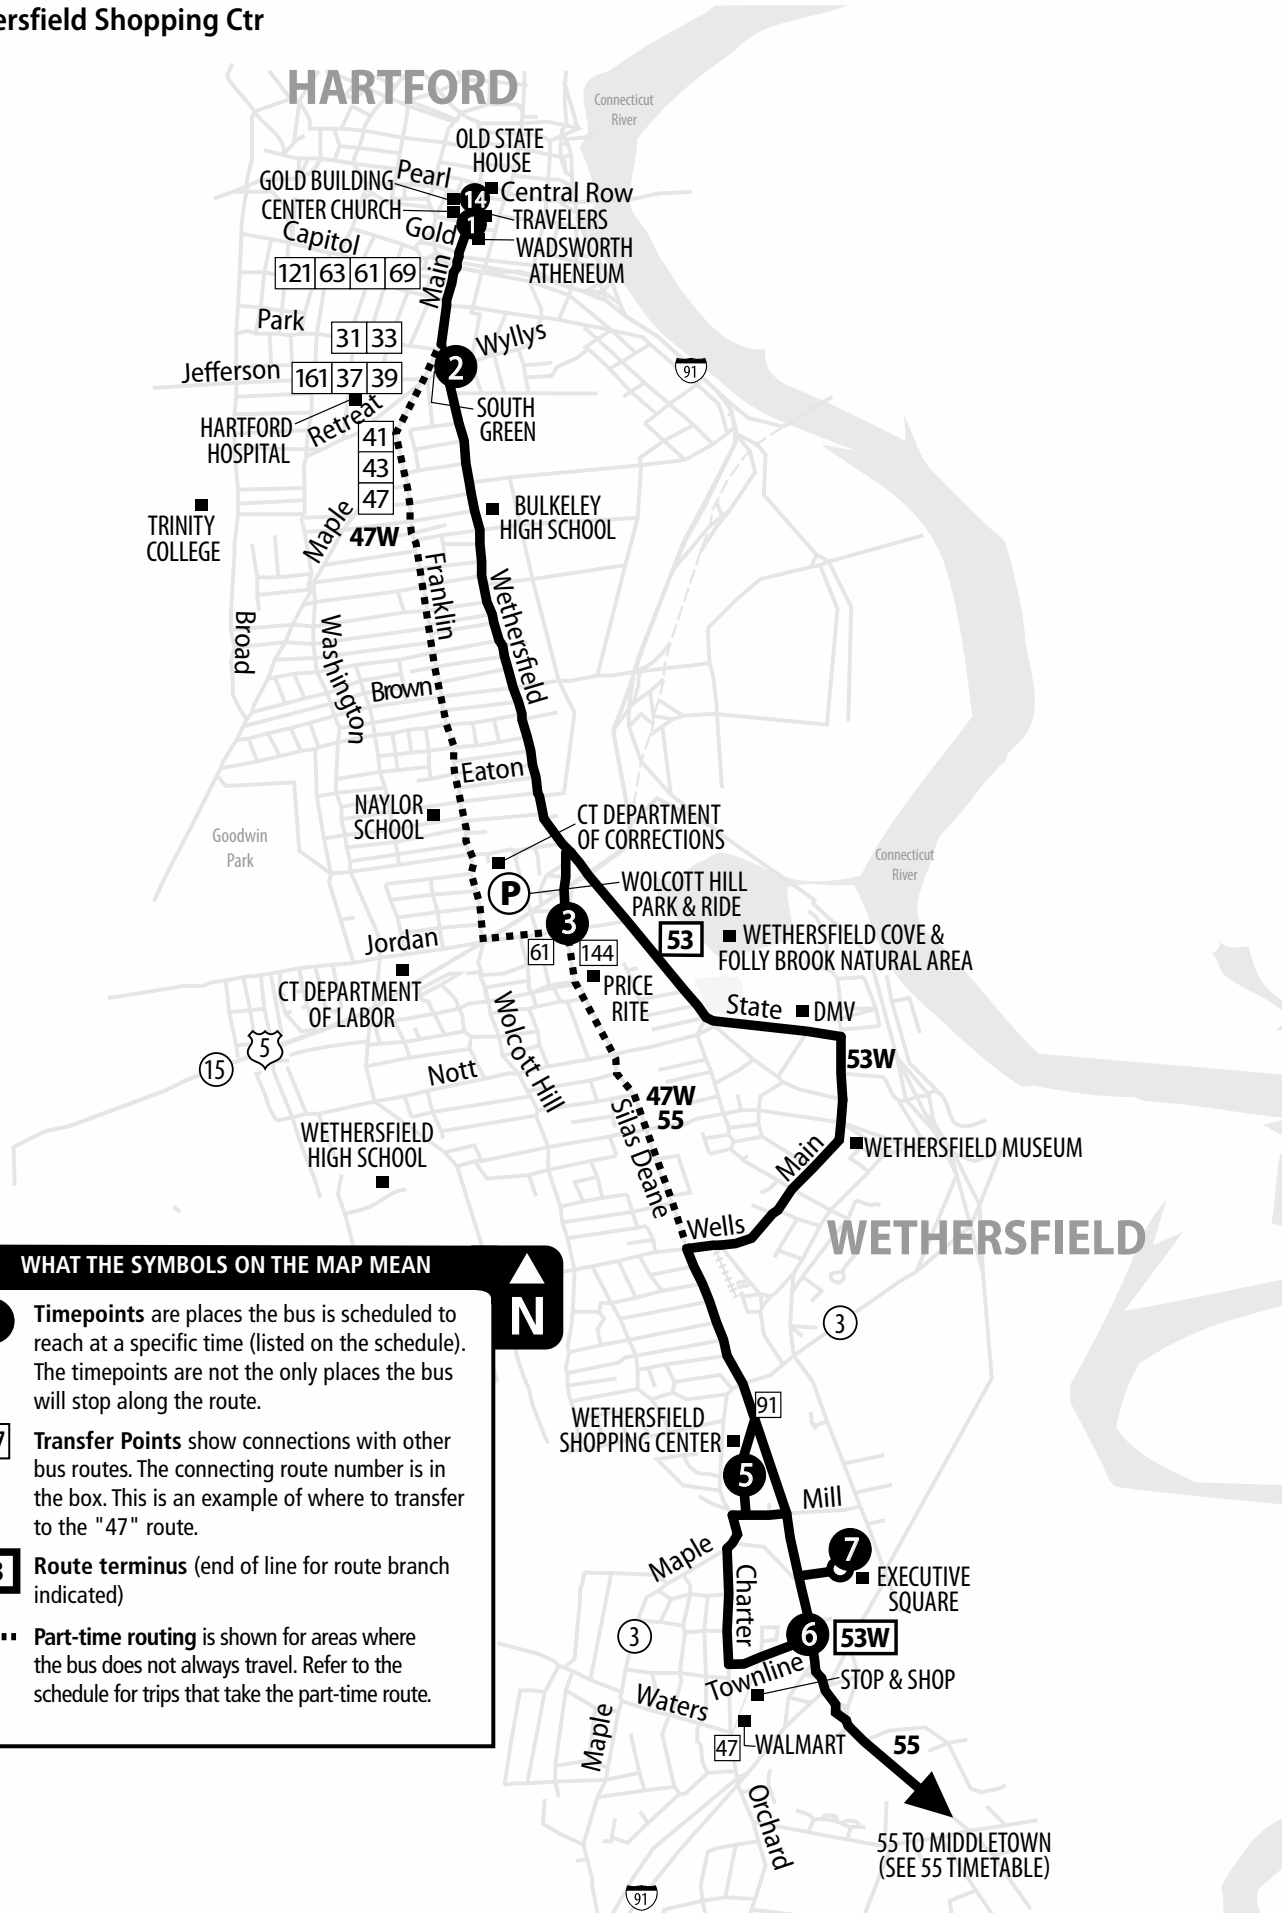 ersfield Shopping Ctr
HARTFORD
Connecticut
River
OLD STATE
HOUSE
Pearl
GOLD BUILDING
14
Central Row
CENTER CHURCH
TRAVELERS
Gold
1
Capitol
WADSWORTH
ATHENEUM
121 63 61 69
Main
Park
31 33
Wyllys
Jefferson
161 37 39
2
91
SOUTH
GREEN
HARTFORD
HOSPITAL
Retreat
41
43
47
47W
TRINITY
COLLEGE
Maple
BULKELEY
HIGH SCHOOL
Franklin
Wethersfield
Broad
Washington
Brown
Eaton
NAYLOR
SCHOOL
Goodwin
Park
CT DEPARTMENT
OF CORRECTIONS
Connecticut
River
P
WOLCOTT HILL
PARK & RIDE
3
53
WETHERSFIELD COVE &
FOLLY BROOK NATURAL AREA
Jordan
61
144
CT DEPARTMENT
OF LABOR
PRICE
RITE
State
DMV
Wolcott Hill
5
15
Nott
53W
47W
55
Silas Deane
WETHERSFIELD
HIGH SCHOOL
Main
WETHERSFIELD MUSEUM
Wells
WETHERSFIELD
WHAT THE SYMBOLS ON THE MAP MEAN
N
Timepoints are places the bus is scheduled to
reach at a specific time (listed on the schedule).
The timepoints are not the only places the bus
will stop along the route.
7
Transfer Points show connections with other
bus routes. The connecting route number is in
the box. This is an example of where to transfer
to the "47" route.
3
Route terminus (end of line for route branch
indicated)
Part-time routing is shown for areas where
the bus does not always travel. Refer to the
schedule for trips that take the part-time route.
3
91
WETHERSFIELD
SHOPPING CENTER
5
Mill
Maple
7
EXECUTIVE
SQUARE
Charter
3
6
53W
Townline
STOP & SHOP
Waters
Maple
47
WALMART
55
Orchard
55 TO MIDDLETOWN
(SEE 55 TIMETABLE)
91